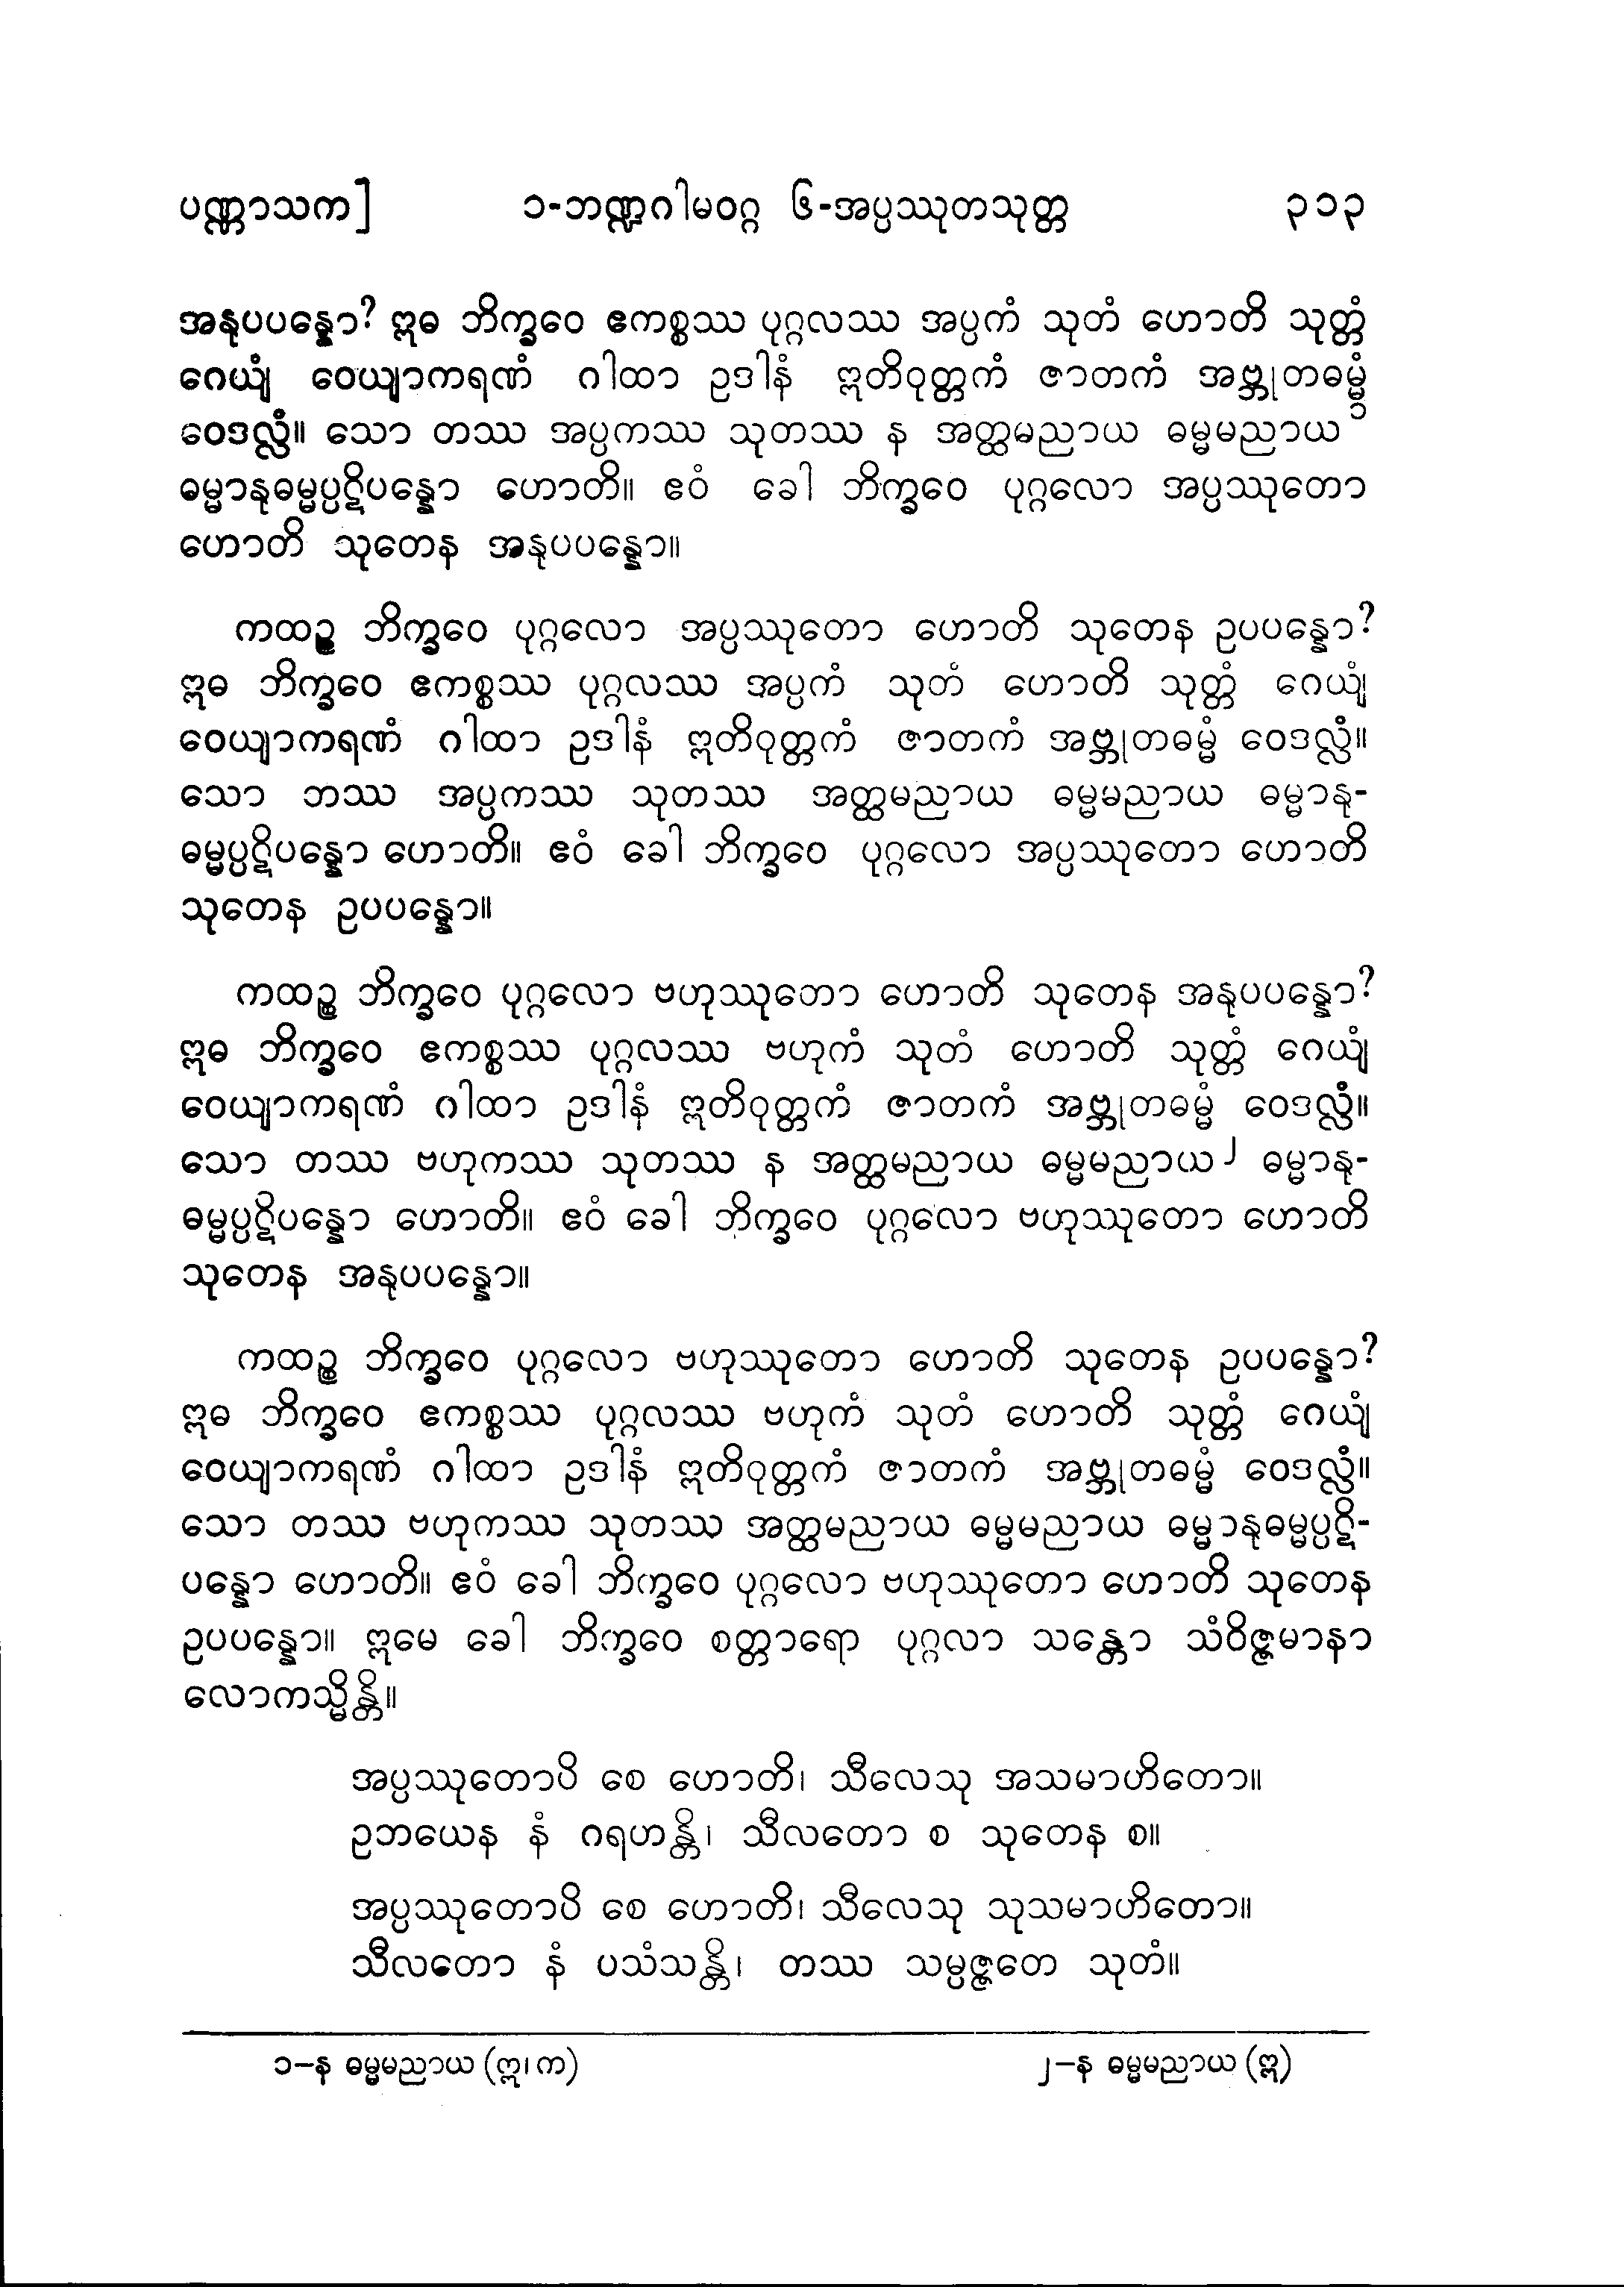 ပဏ္ဏာသက] ၁-ဘဏ္ဍဂါမဝဂ္ဂ ၆-အပ္ပဿုတသုတ္တ ၃၁၃
အနုပပန္နော? ဣဓ ဘိက္ခဝေ ဧကစ္စဿ ပုဂ္ဂလဿ အပ္ပကံ သုတံ ဟောတိ သုတ္တံ
ဂေယျံ ဝေယျာကရဏံ ဂါထာ ဥဒါနံ ဣတိဝုတ္တကံ ဇာတကံ အဗ္ဘုတဓမ္မံ
ဝေဒလ္လံ။ သော တဿ အပ္ပကဿ သုတဿ န အတ္ထမညာယ ဓမ္မမညာယ ၁
ဓမ္မာနုဓမ္မပ္ပဋိပန္နော ဟောတိ။ ဧဝံ ခေါ ဘိက္ခဝေ ပုဂ္ဂလော အပ္ပဿုတော
ဟောတိ သုတေန အနုပပန္နော။
ကထဉ္စ ဘိက္ခဝေ ပုဂ္ဂလော အပ္ပဿုတော ဟောတိ သုတေန ဥပပန္နော?
ဣဓ ဘိက္ခဝေ ဧကစ္စဿ ပုဂ္ဂလဿ အပ္ပကံ သုတံ ဟောတိ သုတ္တံ ဂေယျံ
ဝေယျာကရဏံ ဂါထာ ဥဒါနံ ဣတိဝုတ္တကံ ဇာတကံ အဗ္ဘုတဓမ္မံ ဝေဒလ္လံ။
သော ဘဿ အပ္ပကဿ သုတဿ အတ္ထမညာယ ဓမ္မမညာယ ဓမ္မာနု-
ဓမ္မပ္ပဋိပန္နော ဟောတိ။ ဧဝံ ခေါ ဘိက္ခဝေ ပုဂ္ဂလော အပ္ပဿုတော ဟောတိ
သုတေန ဥပပန္နော။
ကထဉ္စ ဘိက္ခဝေ ပုဂ္ဂလော ဗဟုဿုဘော ဟောတိ သုတေန အနုပပန္နော?
ဣဓ ဘိက္ခဝေ ဧကစ္စဿ ပုဂ္ဂလဿ ဗဟုကံ သုတံ ဟောတိ သုတ္တံ ဂေယျံ
ဝေယျာကရဏံ ဂါထာ ဥဒါနံ ဣတိဝုတ္တကံ ဇာတကံ အဗ္ဘုတဓမ္မံ ဝေဒလ္လံ။
သော တဿ ဗဟုကဿ သုတဿ န အတ္ထမညာယ ဓမ္မမညာယ ၂ ဓမ္မာနု-
ဓမ္မပ္ပဋိပန္နော ဟောတိ။ ဧဝံ ခေါ ဘိက္ခဝေ ပုဂ္ဂလော ဗဟုဿုတော ဟောတိ
သုတေန အနုပပန္နော။
ကထဉ္စ ဘိက္ခဝေ ပုဂ္ဂလော ဗဟုဿုတော ဟောတိ သုတေန ဥပပန္နော?
ဣဓ ဘိက္ခဝေ ဧကစ္စဿ ပုဂ္ဂလဿ ဗဟုကံ သုတံ ဟောတိ သုတ္တံ ဂေယျံ
ဝေယျာကရဏံ ဂါထာ ဥဒါနံ ဣတိဝုတ္တကံ ဇာတကံ အဗ္ဘုတဓမ္မံ ဝေဒလ္လံ။
သော တဿ ဗဟုကဿ သုတဿ အတ္ထမညာယ ဓမ္မမညာယ ဓမ္မာနုဓမ္မပ္ပဋိ-
ပန္နော ဟောတိ။ ဧဝံ ခေါ ဘိက္ခဝေ ပုဂ္ဂလော ဗဟုဿုတော ဟောတိ သုတေန
ဥပပန္နော။ ဣမေ ခေါ ဘိက္ခဝေ စတ္တာရော ပုဂ္ဂလာ သန္တော သံဝိဇ္ဇမာနာ
လောကသ္မိန္တိ။
အပ္ပဿုတောပိ စေ ဟောတိ၊ သီလေသု အသမာဟိတော။
ဥဘယေန နံ ဂရဟန္တိ၊ သီလတော စ သုတေန စ။
အပ္ပဿုတောပိ စေ ဟောတိ၊ သီလေသု သုသမာဟိတော။
သီလတော နံ ပသံသန္တိ၊ တဿ သမ္ပဇ္ဇတေ သုတံ။
၁–န ဓမ္မမညာယ (ဣ၊ က) ၂–န ဓမ္မမညာယ (ဣ)